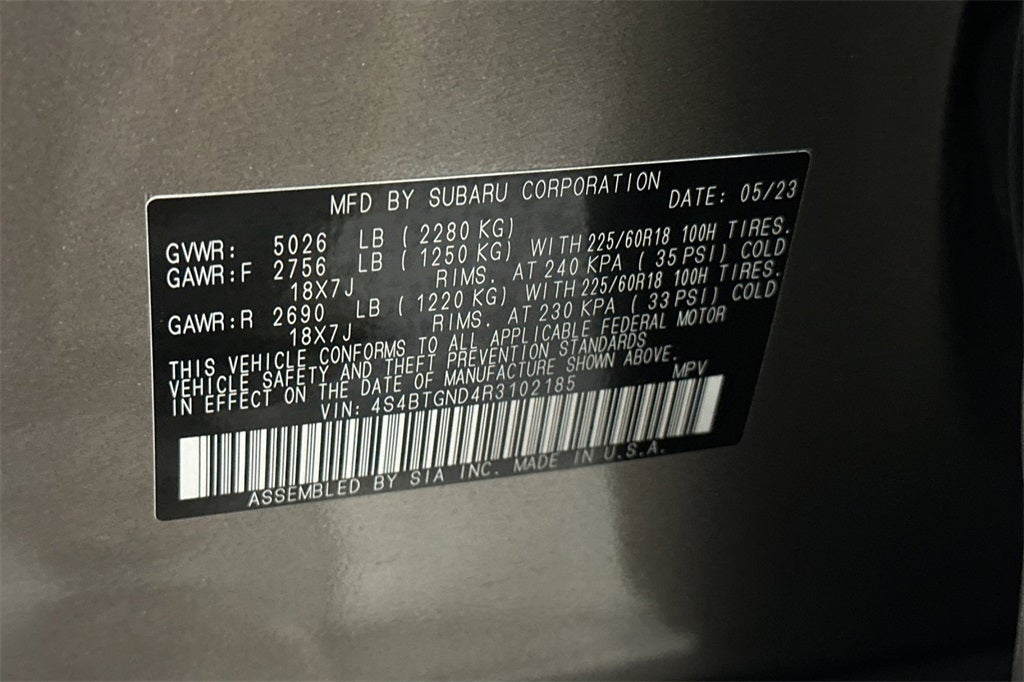 MFD BY SUBARU CORPORATION DATE: 05/23
GVWR: 5026 LB ( 2280 KG)
GAWR:F 2756 LB ( 1250 KG) WITH 225/60R18 100H TIRES.
18X7J RIMS. AT 240 KPA ( 35 PSI) COLD
GAWR:R 2690 LB ( 1220 KG) WITH 225/60R18 100H TIRES.
18X7J RIMS. AT 230 KPA ( 33 PSI) COLD
THIS VEHICLE CONFORMS TO ALL APPLICABLE FEDERAL MOTOR
VEHICLE SAFETY AND THEFT PREVENTION STANDARDS
IN EFFECT ON THE DATE OF MANUFACTURE SHOWN ABOVE.
VIN: 4S4BTGND4R3102185 MPV
ASSEMBLED BY SIA INC. MADE IN U.S.A.